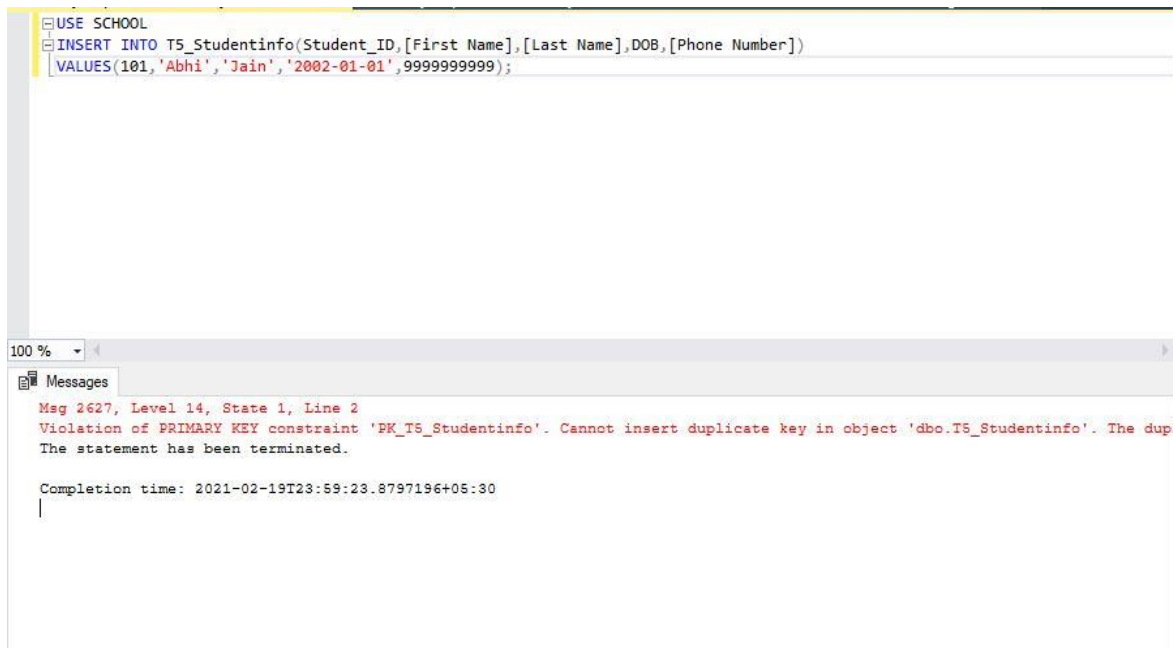 USE SCHOOL
INSERT INTO T5_Studentinfo(Student_ID,[First Name],[Last Name],DOB,[Phone Number])
VALUES(101,'Abhi','Jain','2002-01-01',9999999999);
100 %
Messages
Msg 2627, Level 14, State 1, Line 2
Violation of PRIMARY KEY constraint 'PK_T5_Studentinfo'. Cannot insert duplicate key in object 'dbo.T5_Studentinfo'. The dup
The statement has been terminated.
Completion time: 2021-02-19T23:59:23.8797196+05:30